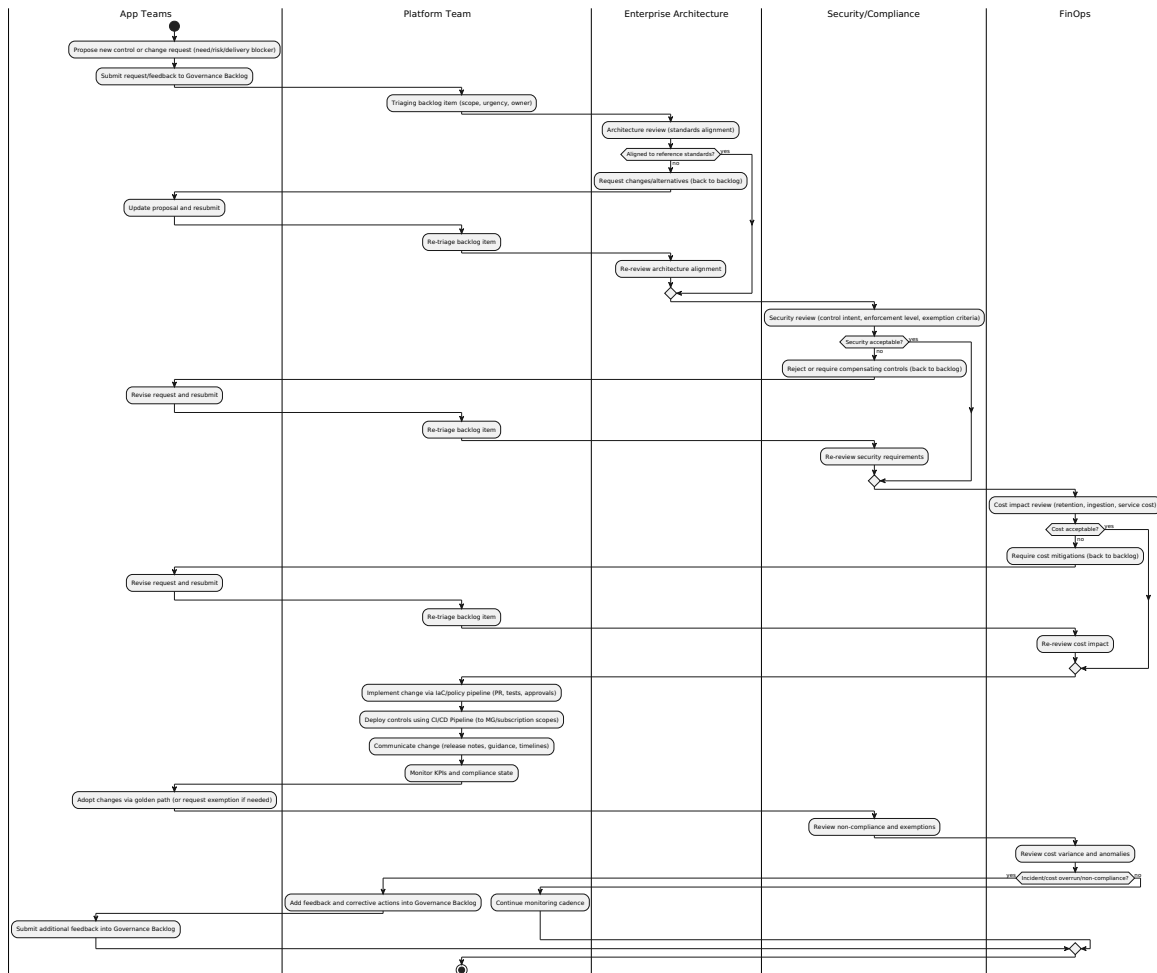 App Teams
Platform Team
Enterprise Architecture
Security/Compliance
FinOps
Propose new control or change request (need/risk/delivery blocker)
Submit request/feedback to Governance Backlog
Triaging backlog item (scope, urgency, owner)
Architecture review (standards alignment)
Aligned to reference standards?
yes
no
Request changes/alternatives (back to backlog)
Update proposal and resubmit
Re-triage backlog item
Re-review architecture alignment
Security review (control intent, enforcement level, exemption criteria)
Security acceptable?
yes
no
Reject or require compensating controls (back to backlog)
Revise request and resubmit
Re-triage backlog item
Re-review security requirements
Cost impact review (retention, ingestion, service cost)
Cost acceptable?
yes
no
Require cost mitigations (back to backlog)
Revise request and resubmit
Re-triage backlog item
Re-review cost impact
Implement change via IaC/policy pipeline (PR, tests, approvals)
Deploy controls using CI/CD Pipeline (to MG/subscription scopes)
Communicate change (release notes, guidance, timelines)
Monitor KPIs and compliance state
Adopt changes via golden path (or request exemption if needed)
Review non-compliance and exemptions
Review cost variance and anomalies
yes
Incident/cost overrun/non-compliance?
no
Add feedback and corrective actions into Governance Backlog
Continue monitoring cadence
Submit additional feedback into Governance Backlog